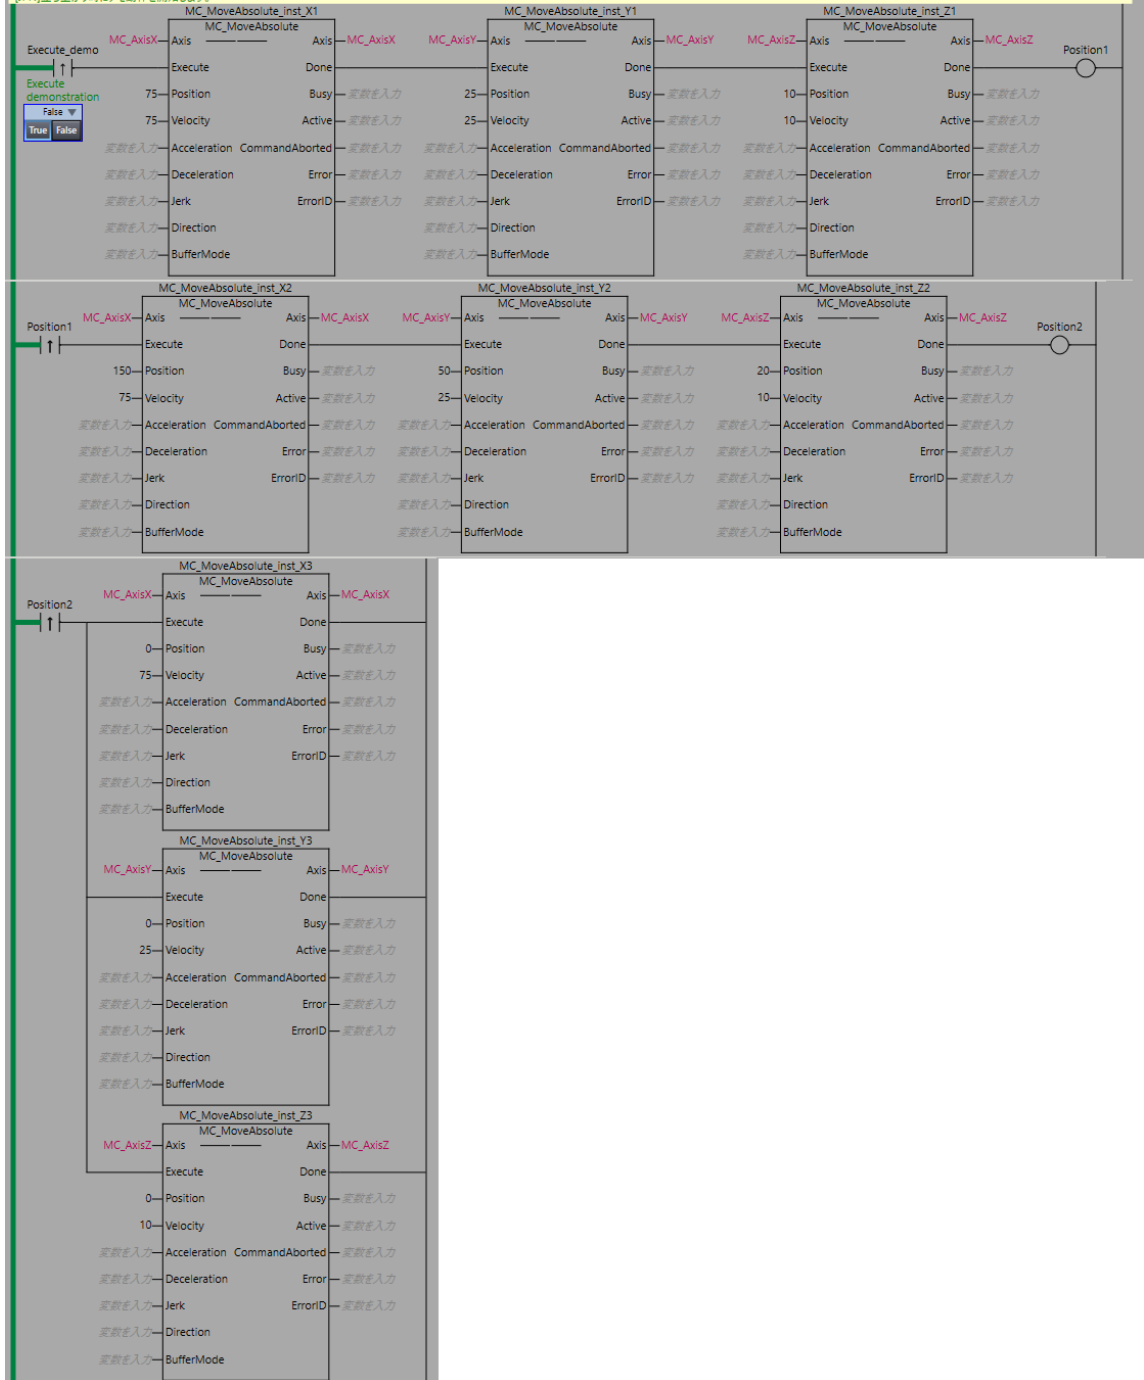 MC_MoveAbsolute_inst_X1 MC_MoveAbsolute_inst_Y1 MC_MoveAbsolute_inst_Z1
MC_MoveAbsolute MC_MoveAbsolute MC_MoveAbsolute
Execute_demo MC_AxisX Axis Axis MC_AxisX MC_AxisY Axis Axis MC_AxisY MC_AxisZ Axis Axis MC_AxisZ Position1
Execute Done Execute Done Execute Done
Execute
demonstration
False
True False
75 Position Busy 変数を入力 25 Position Busy 変数を入力 10 Position Busy 変数を入力
75 Velocity Active 変数を入力 25 Velocity Active 変数を入力 10 Velocity Active 変数を入力
変数を入力 Acceleration CommandAborted 変数を入力 変数を入力 Acceleration CommandAborted 変数を入力 変数を入力 Acceleration CommandAborted 変数を入力
変数を入力 Deceleration Error 変数を入力 変数を入力 Deceleration Error 変数を入力 変数を入力 Deceleration Error 変数を入力
変数を入力 Jerk ErrorID 変数を入力 変数を入力 Jerk ErrorID 変数を入力 変数を入力 Jerk ErrorID 変数を入力
変数を入力 Direction 変数を入力 Direction 変数を入力 Direction
変数を入力 BufferMode 変数を入力 BufferMode 変数を入力 BufferMode
MC_MoveAbsolute_inst_X2 MC_MoveAbsolute_inst_Y2 MC_MoveAbsolute_inst_Z2
MC_MoveAbsolute MC_MoveAbsolute MC_MoveAbsolute
Position1 MC_AxisX Axis Axis MC_AxisX MC_AxisY Axis Axis MC_AxisY MC_AxisZ Axis Axis MC_AxisZ Position2
Execute Done Execute Done Execute Done
150 Position Busy 変数を入力 50 Position Busy 変数を入力 20 Position Busy 変数を入力
75 Velocity Active 変数を入力 25 Velocity Active 変数を入力 10 Velocity Active 変数を入力
変数を入力 Acceleration CommandAborted 変数を入力 変数を入力 Acceleration CommandAborted 変数を入力 変数を入力 Acceleration CommandAborted 変数を入力
変数を入力 Deceleration Error 変数を入力 変数を入力 Deceleration Error 変数を入力 変数を入力 Deceleration Error 変数を入力
変数を入力 Jerk ErrorID 変数を入力 変数を入力 Jerk ErrorID 変数を入力 変数を入力 Jerk ErrorID 変数を入力
変数を入力 Direction 変数を入力 Direction 変数を入力 Direction
変数を入力 BufferMode 変数を入力 BufferMode 変数を入力 BufferMode
MC_MoveAbsolute_inst_X3
MC_MoveAbsolute
Position2 MC_AxisX Axis Axis MC_AxisX
Execute Done
0 Position Busy 変数を入力
75 Velocity Active 変数を入力
変数を入力 Acceleration CommandAborted 変数を入力
変数を入力 Deceleration Error 変数を入力
変数を入力 Jerk ErrorID 変数を入力
変数を入力 Direction
変数を入力 BufferMode
MC_MoveAbsolute_inst_Y3
MC_MoveAbsolute
MC_AxisY Axis Axis MC_AxisY
Execute Done
0 Position Busy 変数を入力
25 Velocity Active 変数を入力
変数を入力 Acceleration CommandAborted 変数を入力
変数を入力 Deceleration Error 変数を入力
変数を入力 Jerk ErrorID 変数を入力
変数を入力 Direction
変数を入力 BufferMode
MC_MoveAbsolute_inst_Z3
MC_MoveAbsolute
MC_AxisZ Axis Axis MC_AxisZ
Execute Done
0 Position Busy 変数を入力
10 Velocity Active 変数を入力
変数を入力 Acceleration CommandAborted 変数を入力
変数を入力 Deceleration Error 変数を入力
変数を入力 Jerk ErrorID 変数を入力
変数を入力 Direction
変数を入力 BufferMode